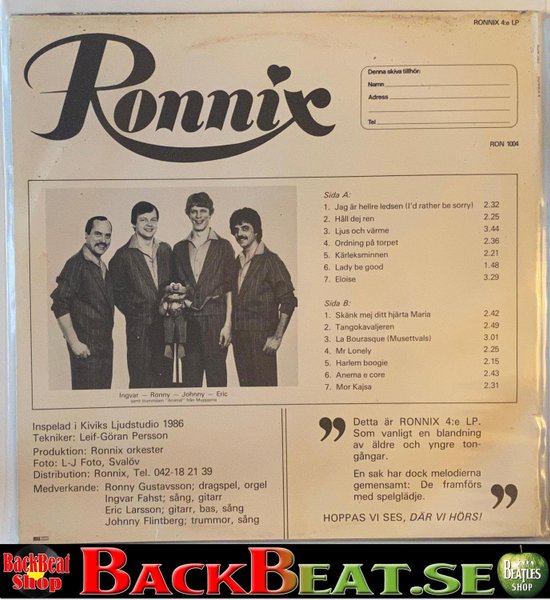 RONNIX 4:e LP
Ronnix
Denna skiva tillhör:
Namn
Adress
Tel
RON 1004
Sida A:
1. Jag är hellre ledsen (I'd rather be sorry) 2.32
2. Håll dej ren 2.25
3. Ljus och värme 3.44
4. Ordning på torpet 2.36
5. Kärleksminnen 2.21
6. Lady be good 1.48
7. Eloise 3.29
Sida B:
1. Skänk mej ditt hjärta Maria 2.42
2. Tangokavaljeren 2.49
3. La Bourasque (Musettvals) 3.01
4. Mr Lonely 2.25
5. Harlem boogie 2.15
6. Anema e core 2.43
7. Mor Kajsa 2.31
Ingvar – Ronny – Johnny – Eric
samt trummisen "Animal" från Mupparna
Inspelad i Kiviks Ljudstudio 1986
Tekniker: Leif-Göran Persson
Produktion: Ronnix orkester
Foto: L-J Foto, Svalöv
Distribution: Ronnix, Tel. 042-18 21 39
Medverkande: Ronny Gustavsson; dragspel, orgel
Ingvar Fahst; sång, gitarr
Eric Larsson; gitarr, bas, sång
Johnny Flintberg; trummor, sång
” Detta är RONNIX 4:e LP.
Som vanligt en blandning
av äldre och yngre ton-
gångar.
En sak har dock melodierna
gemensamt: De framförs
med spelglädje. ”
HOPPAS VI SES, DÄR VI HÖRS!
BackBeat
Shop
BACKBEAT.SE
BEATLES
SHOP